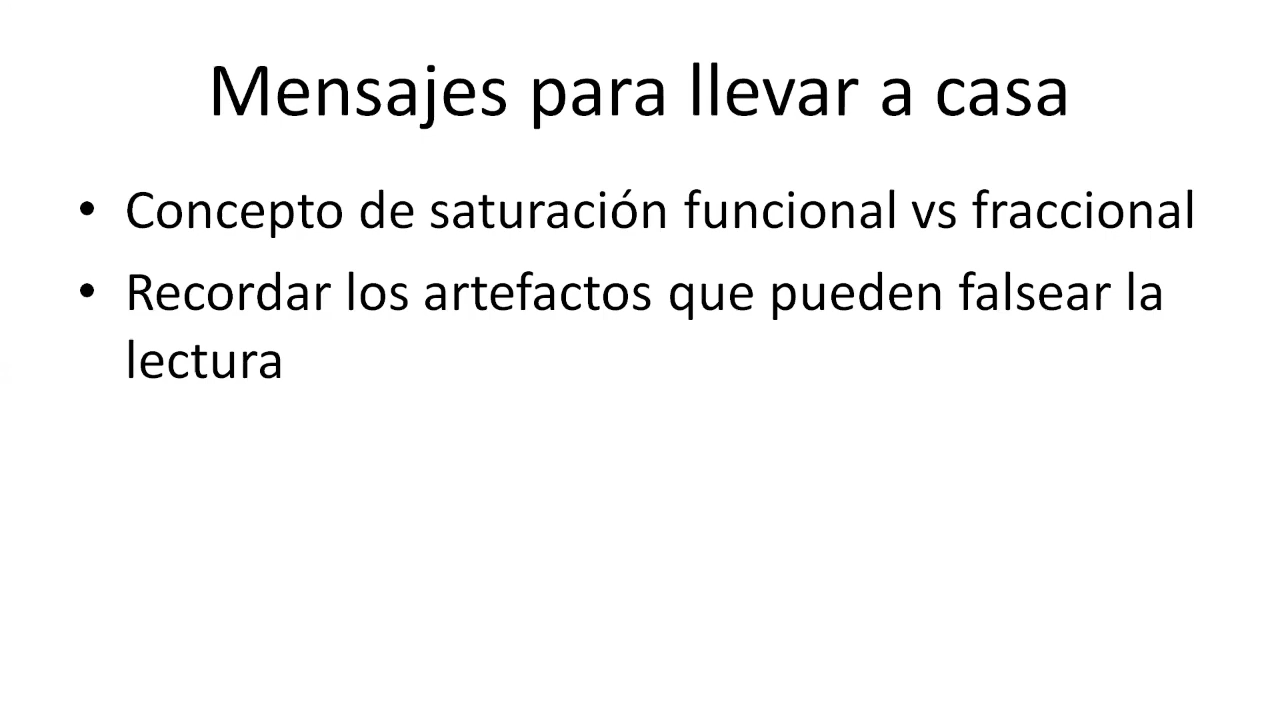 Mensajes para llevar a casa
• Concepto de saturación funcional vs fraccional
• Recordar los artefactos que pueden falsear la
lectura